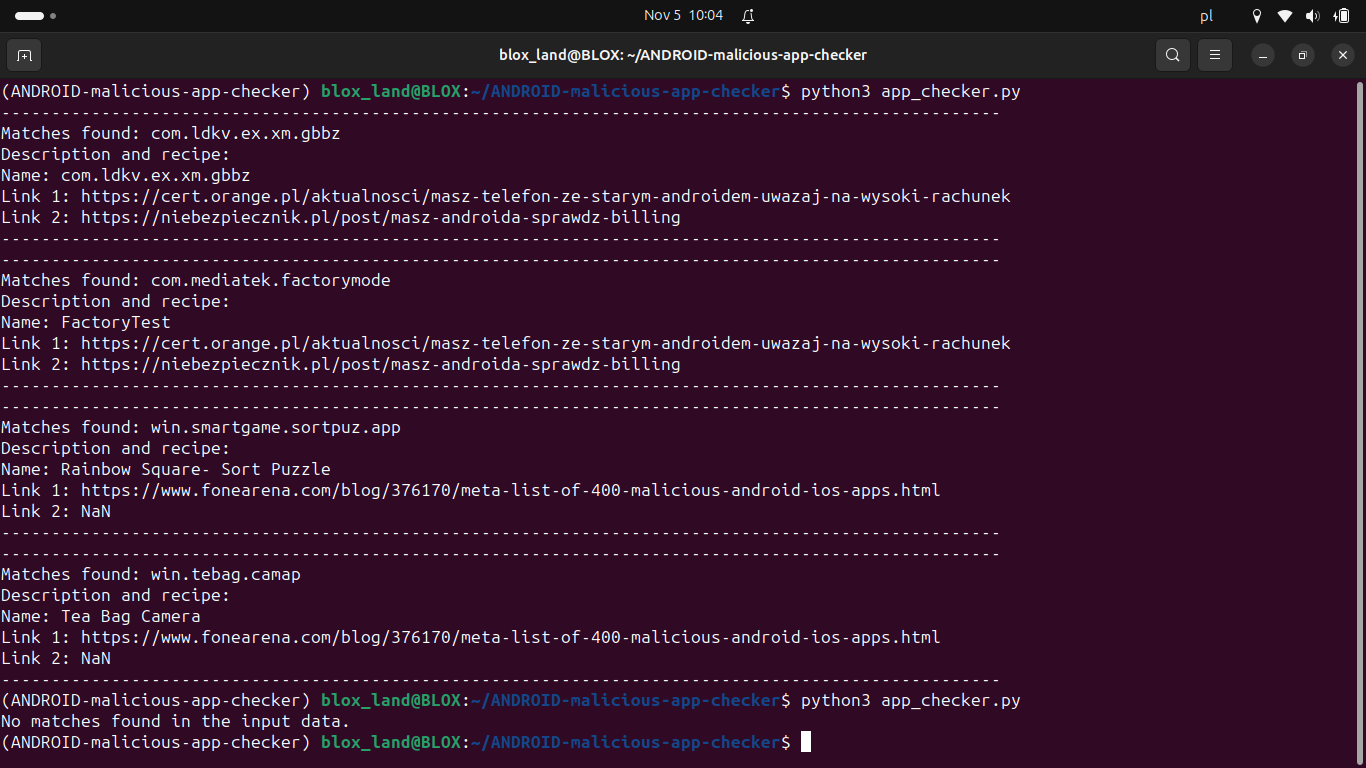 Nov 5 10:04
pl
blox_land@BLOX: ~/ANDROID-malicious-app-checker
(ANDROID-malicious-app-checker) blox_land@BLOX:~/ANDROID-malicious-app-checker$ python3 app_checker.py
----------------------------------------------------------------------------------------------------
Matches found: com.ldkv.ex.xm.gbbz
Description and recipe:
Name: com.ldkv.ex.xm.gbbz
Link 1: https://cert.orange.pl/aktualnosci/masz-telefon-ze-starym-androidem-uwazaj-na-wysoki-rachunek
Link 2: https://niebezpiecznik.pl/post/masz-androida-sprawdz-billing
----------------------------------------------------------------------------------------------------
----------------------------------------------------------------------------------------------------
Matches found: com.mediatek.factorymode
Description and recipe:
Name: FactoryTest
Link 1: https://cert.orange.pl/aktualnosci/masz-telefon-ze-starym-androidem-uwazaj-na-wysoki-rachunek
Link 2: https://niebezpiecznik.pl/post/masz-androida-sprawdz-billing
----------------------------------------------------------------------------------------------------
----------------------------------------------------------------------------------------------------
Matches found: win.smartgame.sortpuz.app
Description and recipe:
Name: Rainbow Square- Sort Puzzle
Link 1: https://www.fonearena.com/blog/376170/meta-list-of-400-malicious-android-ios-apps.html
Link 2: NaN
----------------------------------------------------------------------------------------------------
----------------------------------------------------------------------------------------------------
Matches found: win.tebag.camap
Description and recipe:
Name: Tea Bag Camera
Link 1: https://www.fonearena.com/blog/376170/meta-list-of-400-malicious-android-ios-apps.html
Link 2: NaN
----------------------------------------------------------------------------------------------------
(ANDROID-malicious-app-checker) blox_land@BLOX:~/ANDROID-malicious-app-checker$ python3 app_checker.py
No matches found in the input data.
(ANDROID-malicious-app-checker) blox_land@BLOX:~/ANDROID-malicious-app-checker$